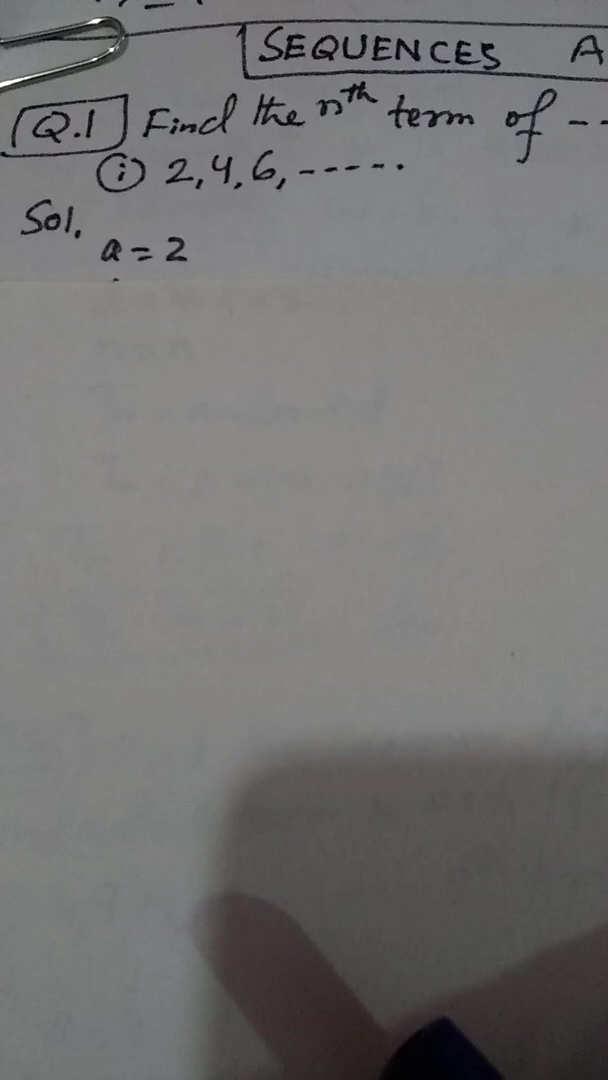 SEQUENCES A
Q.1 Find the nth term of --
(i) 2, 4, 6, -----.
Sol.
a = 2